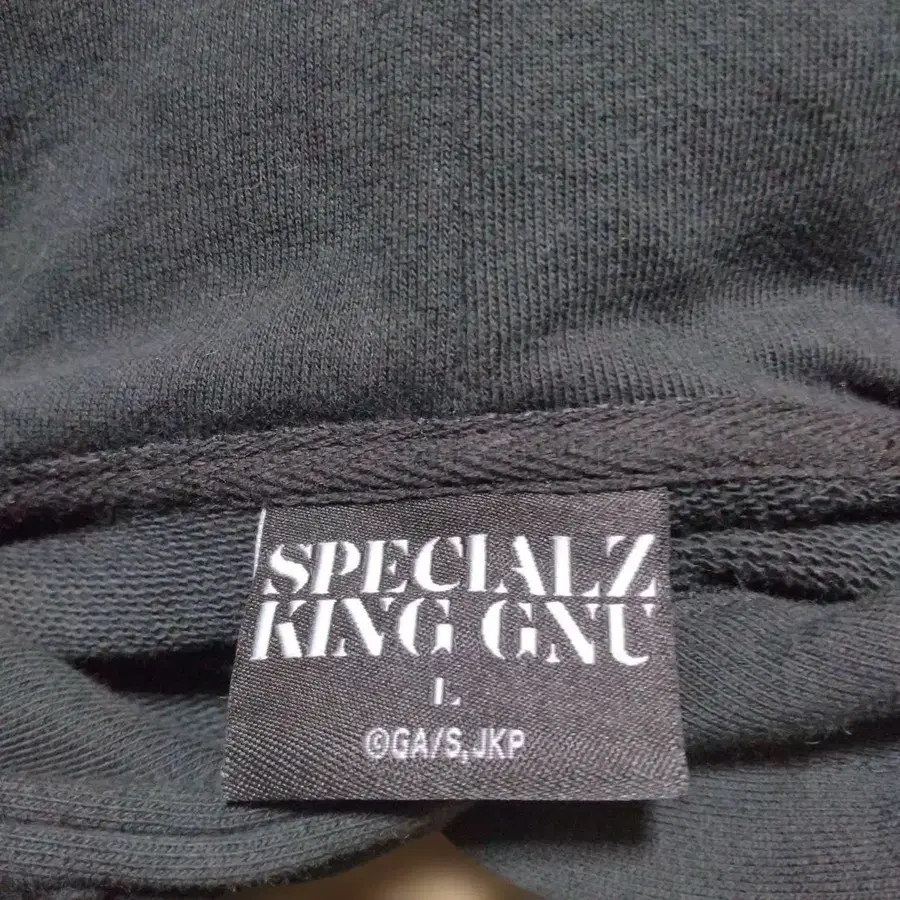 SPECIALZ
KING GNU
L
©GA/S,JKP